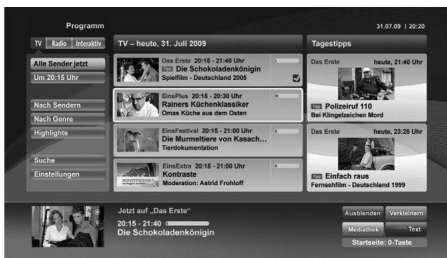 Programm
31.07.09 | 20:20
TV Radio Interaktiv
Alle Sender jetzt
Um 20:15 Uhr
Nach Sendern
Nach Genre
Highlights
Suche
Einstellungen
TV – heute, 31. Juli 2009
Das Erste 20:15 - 21:40 Uhr
Die Schokoladenkönigin
Spielfilm - Deutschland 2005
EinsPlus 20:15 - 20:30 Uhr
Rainers Küchenklassiker
Omas Küche aus dem Osten
EinsFestival 20:15 - 21:00 Uhr
Die Murmeltiere von Kasach...
Tierdokumentation
EinsExtra 20:15 - 21:00 Uhr
Kontraste
Moderation: Astrid Frohloff
Tagestipps
Das Erste heute, 21:40 Uhr
Polizeiruf 110
Bei Klingelzeichen Mord
Das Erste heute, 23:25 Uhr
Einfach raus
Fernsehfilm - Deutschland 1999
Jetzt auf „Das Erste"
20:15 - 21:40
Die Schokoladenkönigin
Ausblenden Verkleinern
Mediathek Text
Startseite: 0-Taste